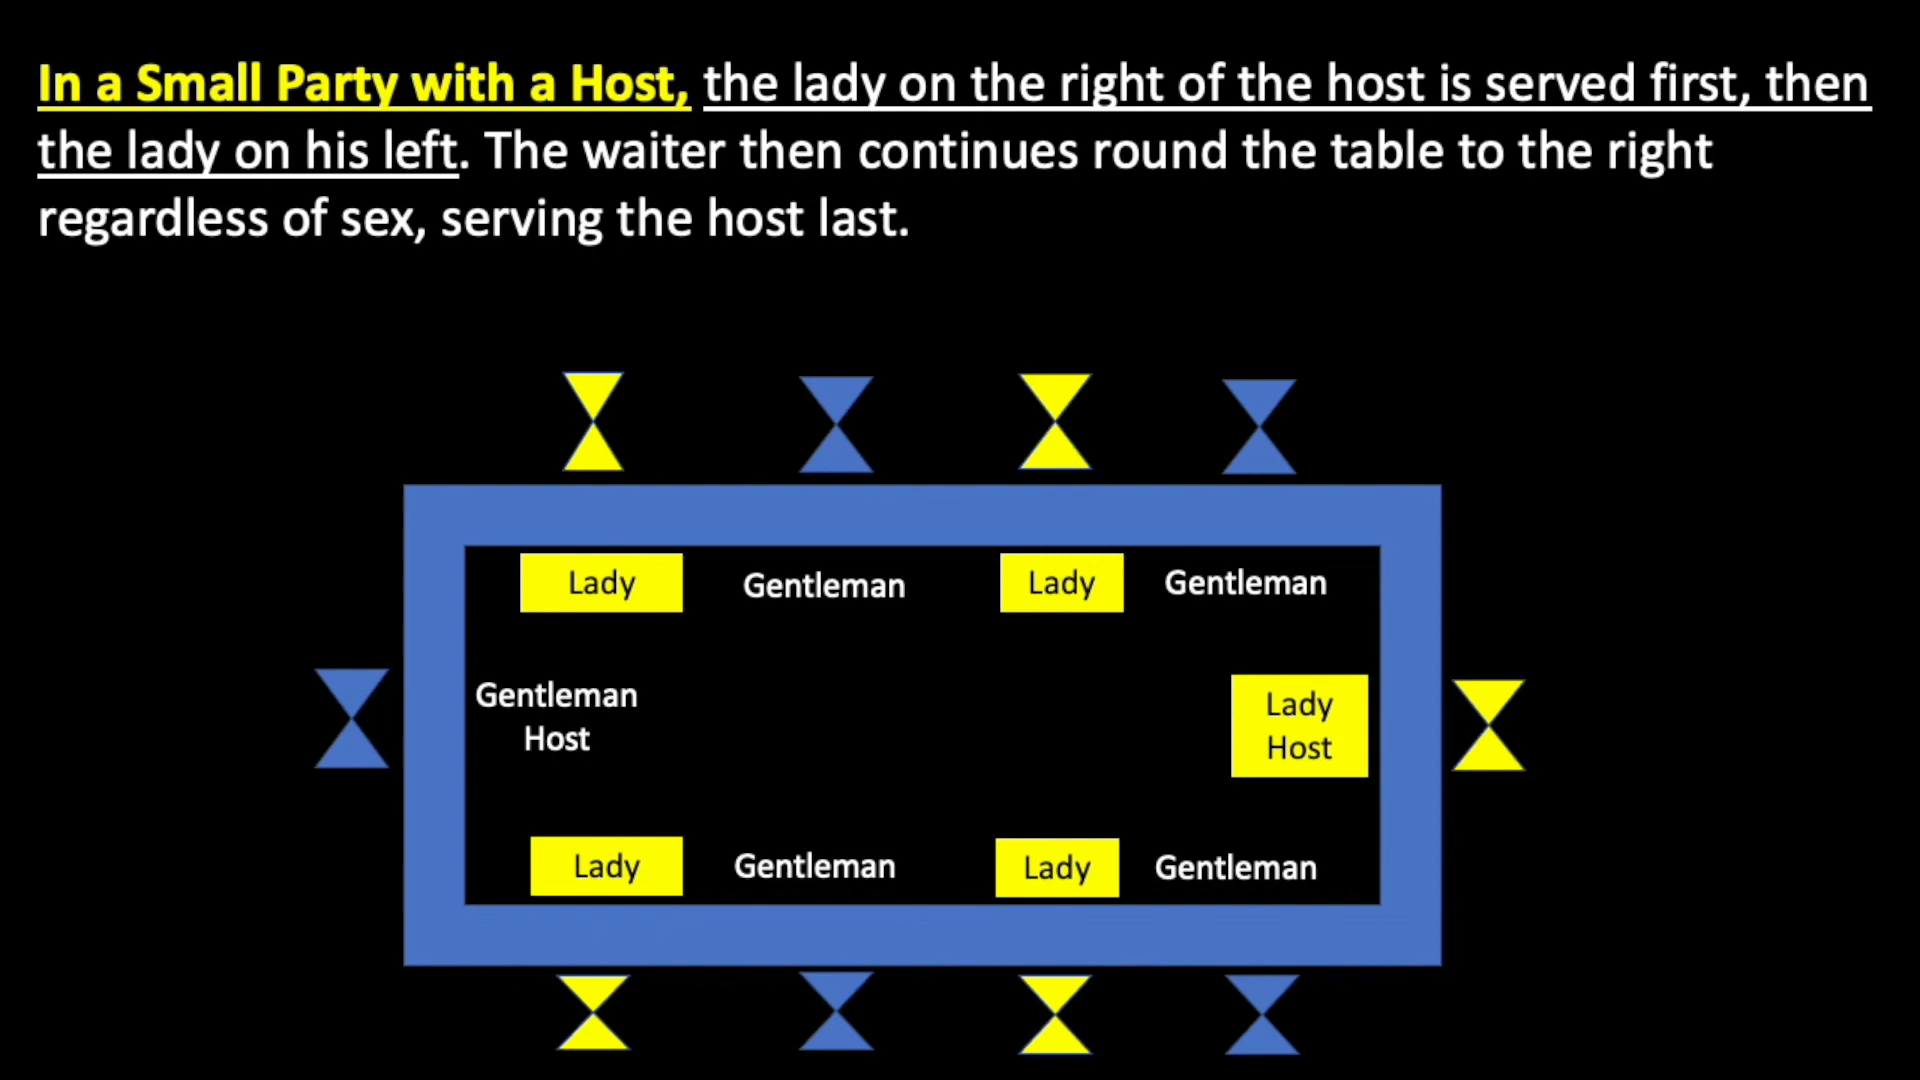 In a Small Party with a Host, the lady on the right of the host is served first, then
the lady on his left. The waiter then continues round the table to the right
regardless of sex, serving the host last.
Lady
Gentleman
Lady
Gentleman
Gentleman
Host
Lady
Host
Lady
Gentleman
Lady
Gentleman